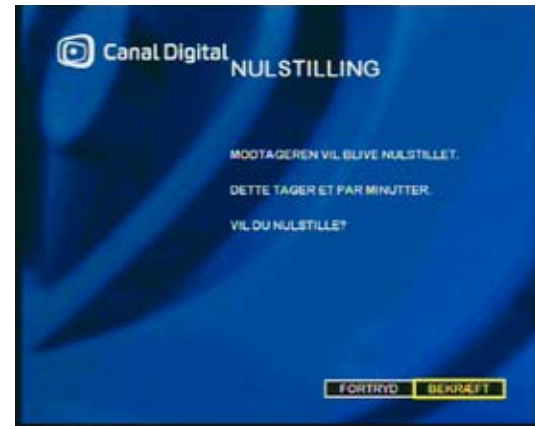 Canal Digital
NULSTILLING
MODTAGEREN VIL BLIVE NULSTILLET.
DETTE TAGER ET PAR MINUTTER.
VIL DU NULSTILLE?
FORTRYD BEKRÆFT